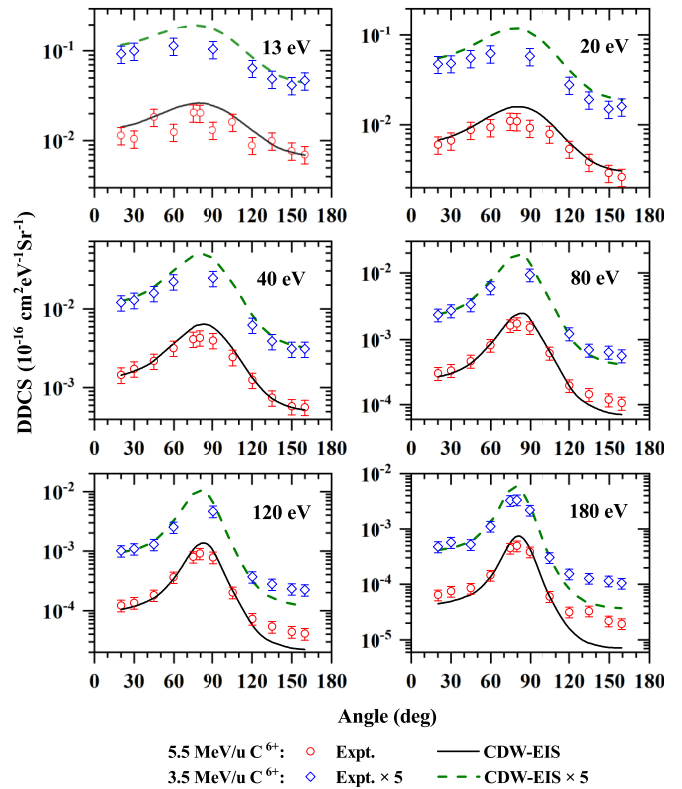 13 eV
20 eV
10⁻¹
10⁻²
10⁻¹
10⁻²
0 30 60 90 120 150 180
0 30 60 90 120 150 180
40 eV
80 eV
10⁻²
10⁻³
10⁻²
10⁻³
10⁻⁴
0 30 60 90 120 150 180
0 30 60 90 120 150 180
120 eV
180 eV
10⁻²
10⁻³
10⁻⁴
10⁻²
10⁻³
10⁻⁴
10⁻⁵
0 30 60 90 120 150 180
0 30 60 90 120 150 180
DDCS (10⁻¹⁶ cm²eV⁻¹Sr⁻¹)
Angle (deg)
5.5 MeV/u C⁶⁺: Expt. CDW-EIS
3.5 MeV/u C⁶⁺: Expt. × 5 CDW-EIS × 5